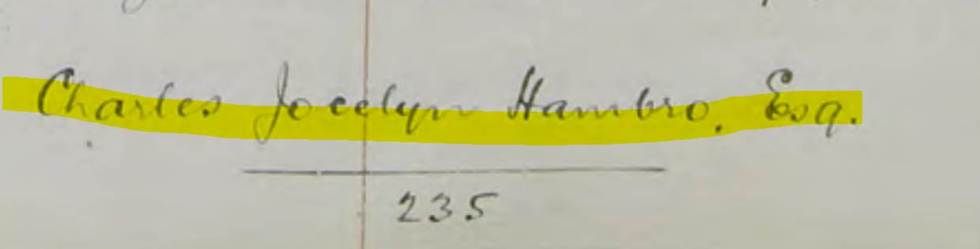 Charles Jocelyn Hambro, Esq.
235